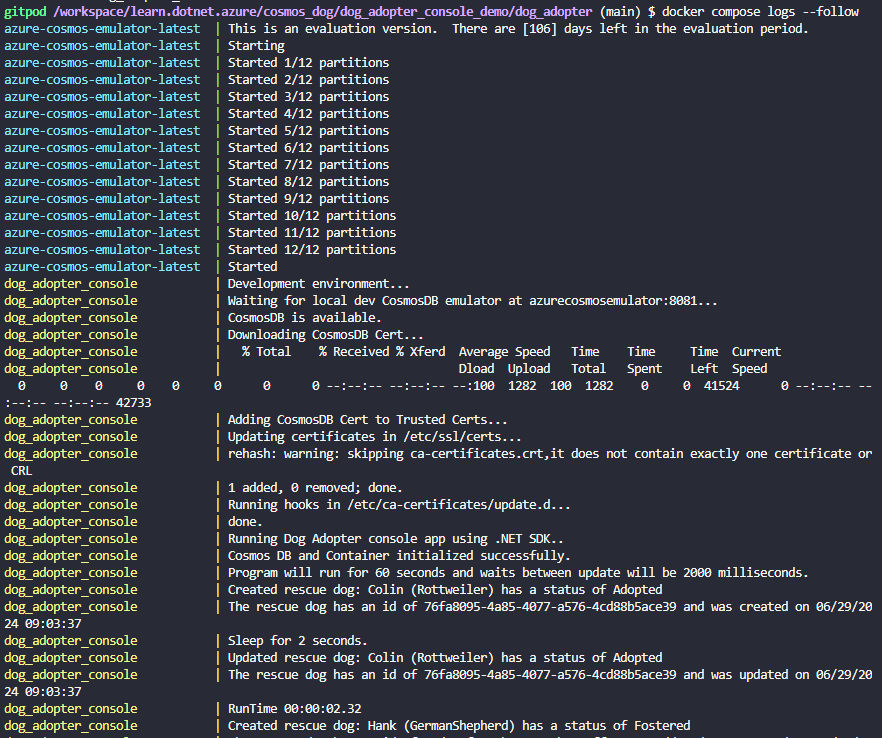 gitpod /workspace/learn.dotnet.azure/cosmos_dog/dog_adopter_console_demo/dog_adopter (main) $ docker compose logs --follow
azure-cosmos-emulator-latest  | This is an evaluation version.  There are [106] days left in the evaluation period.
azure-cosmos-emulator-latest  | Starting
azure-cosmos-emulator-latest  | Started 1/12 partitions
azure-cosmos-emulator-latest  | Started 2/12 partitions
azure-cosmos-emulator-latest  | Started 3/12 partitions
azure-cosmos-emulator-latest  | Started 4/12 partitions
azure-cosmos-emulator-latest  | Started 5/12 partitions
azure-cosmos-emulator-latest  | Started 6/12 partitions
azure-cosmos-emulator-latest  | Started 7/12 partitions
azure-cosmos-emulator-latest  | Started 8/12 partitions
azure-cosmos-emulator-latest  | Started 9/12 partitions
azure-cosmos-emulator-latest  | Started 10/12 partitions
azure-cosmos-emulator-latest  | Started 11/12 partitions
azure-cosmos-emulator-latest  | Started 12/12 partitions
azure-cosmos-emulator-latest  | Started
dog_adopter_console           | Development environment...
dog_adopter_console           | Waiting for local dev CosmosDB emulator at azurecosmosemulator:8081...
dog_adopter_console           | CosmosDB is available.
dog_adopter_console           | Downloading CosmosDB Cert...
dog_adopter_console           |   % Total    % Received % Xferd  Average Speed   Time    Time     Time  Current
dog_adopter_console           |                                  Dload  Upload   Total   Spent    Left  Speed
  0     0    0     0    0     0      0      0 --:--:-- --:--:-- --:100  1282  100  1282    0     0  41524      0 --:--:-- --
:--:-- --:--:-- 42733
dog_adopter_console           | Adding CosmosDB Cert to Trusted Certs...
dog_adopter_console           | Updating certificates in /etc/ssl/certs...
dog_adopter_console           | rehash: warning: skipping ca-certificates.crt,it does not contain exactly one certificate or
 CRL
dog_adopter_console           | 1 added, 0 removed; done.
dog_adopter_console           | Running hooks in /etc/ca-certificates/update.d...
dog_adopter_console           | done.
dog_adopter_console           | Running Dog Adopter console app using .NET SDK..
dog_adopter_console           | Cosmos DB and Container initialized successfully.
dog_adopter_console           | Program will run for 60 seconds and waits between update will be 2000 milliseconds.
dog_adopter_console           | Created rescue dog: Colin (Rottweiler) has a status of Adopted
dog_adopter_console           | The rescue dog has an id of 76fa8095-4a85-4077-a576-4cd88b5ace39 and was created on 06/29/20
24 09:03:37
dog_adopter_console           | Sleep for 2 seconds.
dog_adopter_console           | Updated rescue dog: Colin (Rottweiler) has a status of Adopted
dog_adopter_console           | The rescue dog has an id of 76fa8095-4a85-4077-a576-4cd88b5ace39 and was updated on 06/29/20
24 09:03:37
dog_adopter_console           | RunTime 00:00:02.32
dog_adopter_console           | Created rescue dog: Hank (GermanShepherd) has a status of Fostered